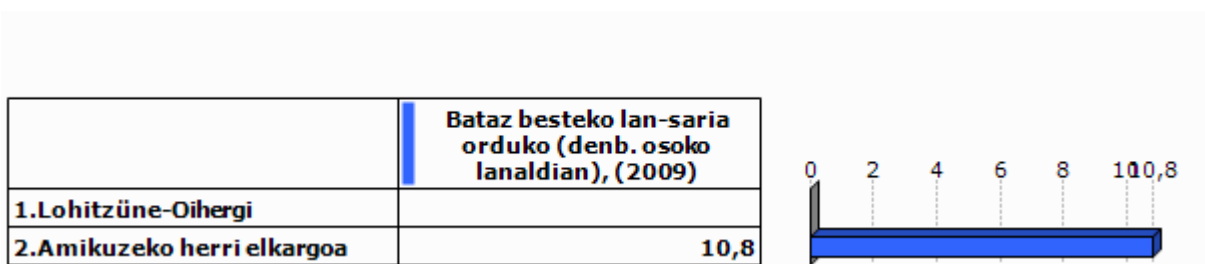 Bataz besteko lan-saria
orduko (denb. osoko
lanaldian), (2009)
0 2 4 6 8 10 10,8
1.Lohitzüne-Oihergi
2.Amikuzeko herri elkargoa 10,8